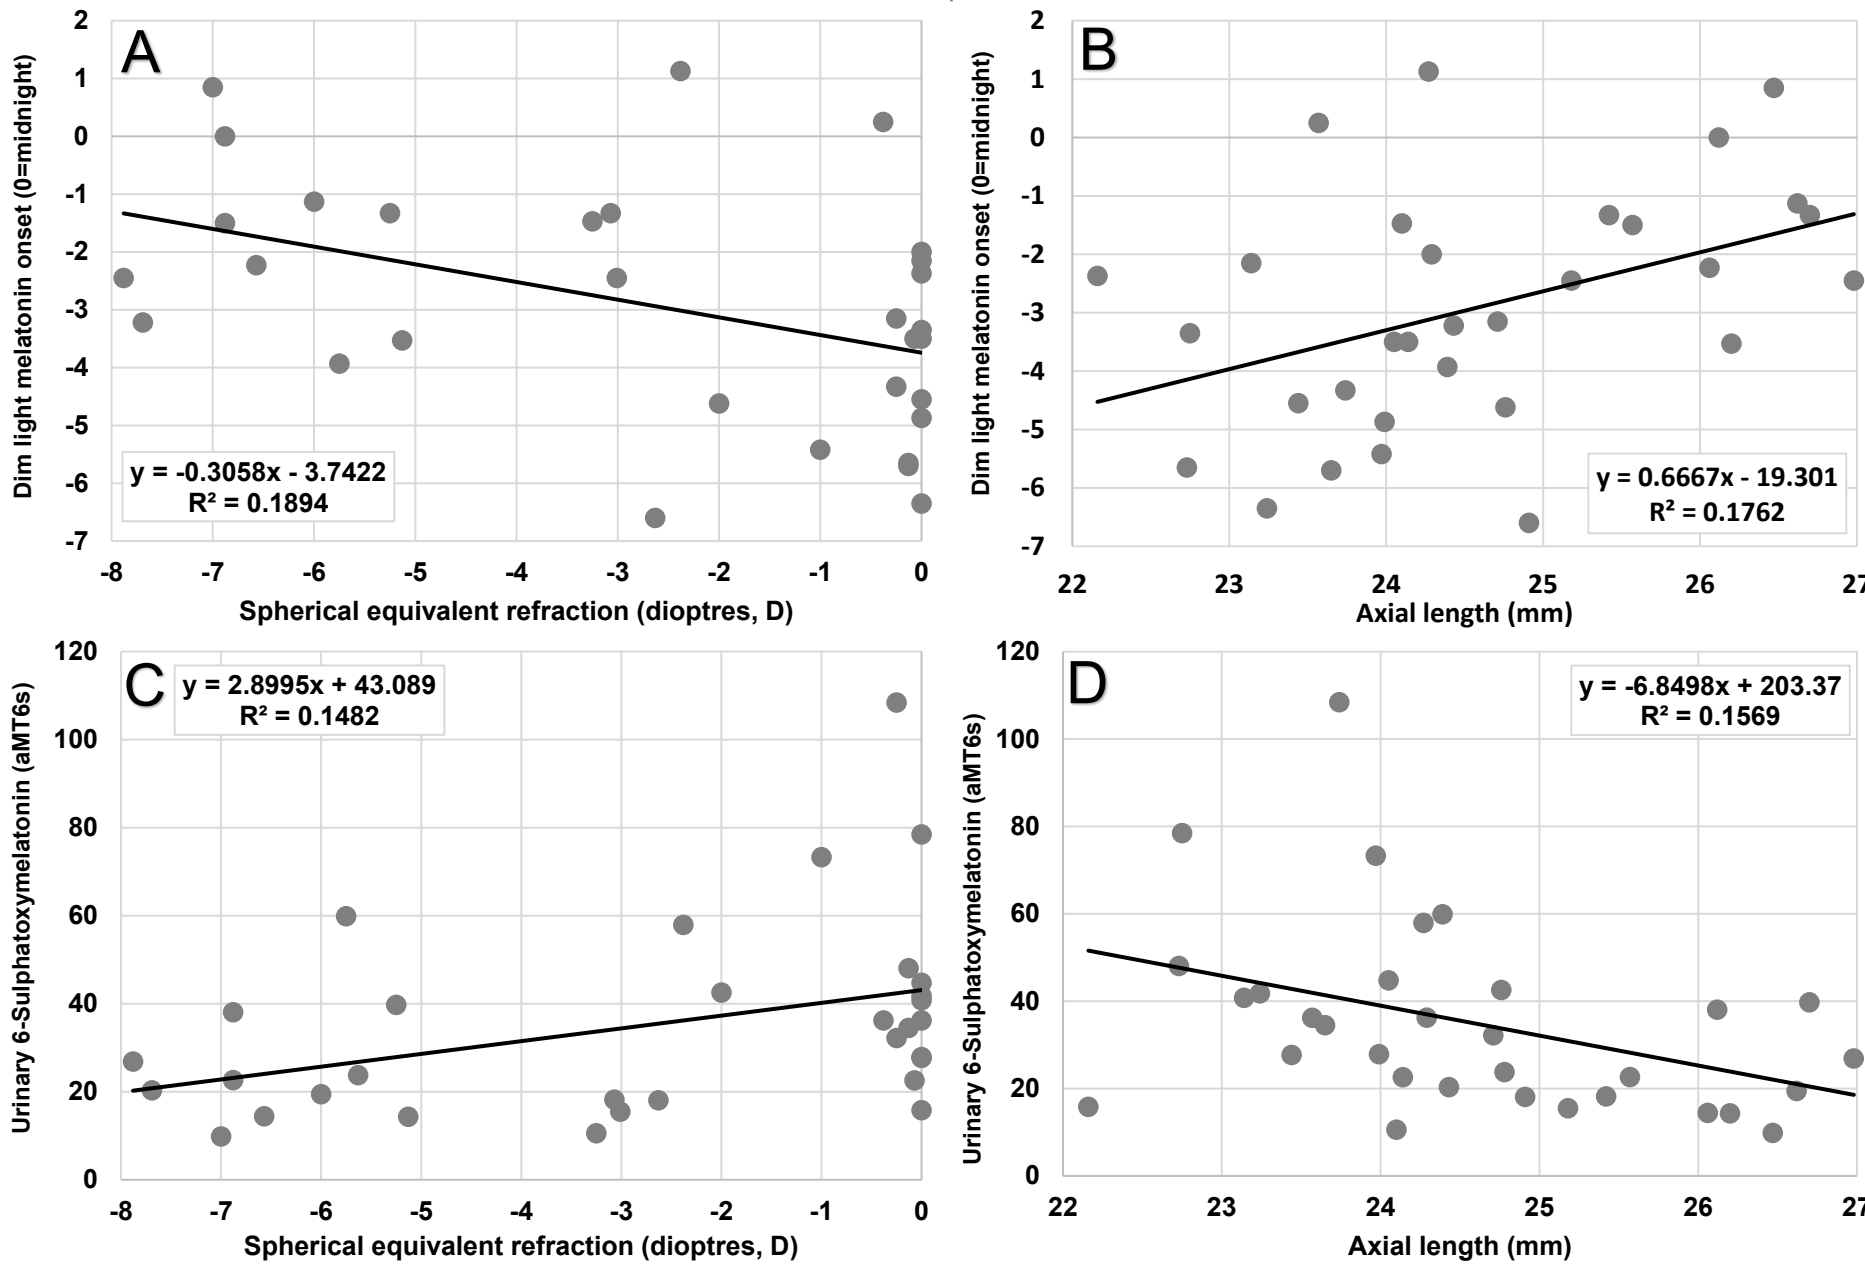 A
2
1
0
-1
-2
-3
-4
-5
-6
-7
Dim light melatonin onset (0=midnight)
y = -0.3058x - 3.7422
R² = 0.1894
-8 -7 -6 -5 -4 -3 -2 -1 0
Spherical equivalent refraction (dioptres, D)
B
2
1
0
-1
-2
-3
-4
-5
-6
-7
Dim light melatonin onset (0=midnight)
y = 0.6667x - 19.301
R² = 0.1762
22 23 24 25 26 27
Axial length (mm)
C
120
100
80
60
40
20
0
Urinary 6-Sulphatoxymelatonin (aMT6s)
y = 2.8995x + 43.089
R² = 0.1482
-8 -7 -6 -5 -4 -3 -2 -1 0
Spherical equivalent refraction (dioptres, D)
D
120
100
80
60
40
20
0
Urinary 6-Sulphatoxymelatonin (aMT6s)
y = -6.8498x + 203.37
R² = 0.1569
22 23 24 25 26 27
Axial length (mm)